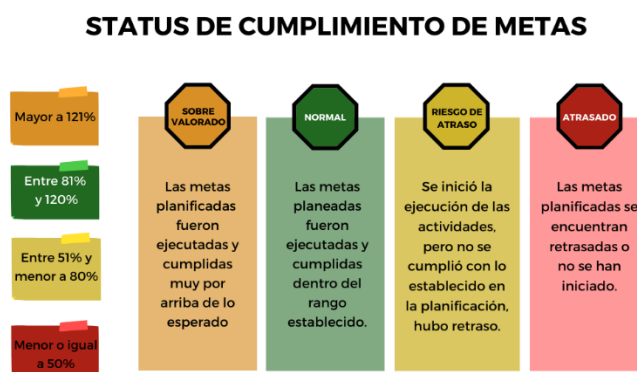 STATUS DE CUMPLIMIENTO DE METAS
Mayor a 121%
Entre 81%
y 120%
Entre 51% y
menor a 80%
Menor o igual
a 50%
SOBRE
VALORADO
Las metas
planificadas
fueron
ejecutadas y
cumplidas
muy por
arriba de lo
esperado
NORMAL
Las metas
planeadas
fueron
ejecutadas y
cumplidas
dentro del
rango
establecido.
RIESGO DE
ATRASO
Se inició la
ejecución de las
actividades,
pero no se
cumplió con lo
establecido en
la planificación,
hubo retraso.
ATRASADO
Las metas
planificadas se
encuentran
retrasadas o
no se han
iniciado.